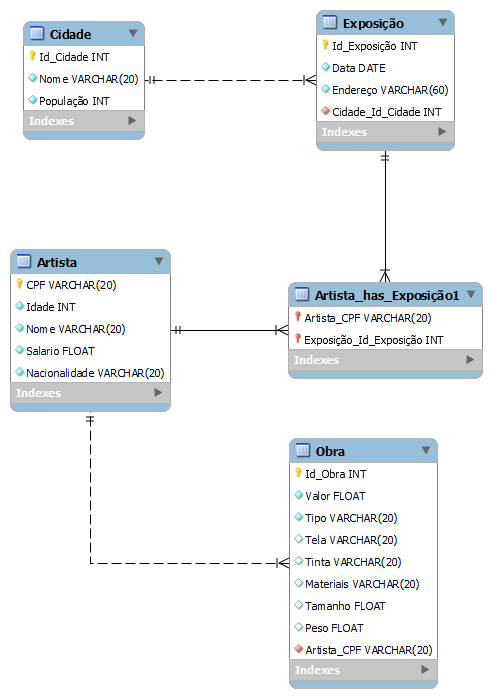 Cidade
Id_Cidade INT
Nome VARCHAR(20)
População INT
Indexes
Exposição
Id_Exposição INT
Data DATE
Endereço VARCHAR(60)
Cidade_Id_Cidade INT
Indexes
Artista
CPF VARCHAR(20)
Idade INT
Nome VARCHAR(20)
Salario FLOAT
Nacionalidade VARCHAR(20)
Indexes
Artista_has_Exposição1
Artista_CPF VARCHAR(20)
Exposição_Id_Exposição INT
Indexes
Obra
Id_Obra INT
Valor FLOAT
Tipo VARCHAR(20)
Tela VARCHAR(20)
Tinta VARCHAR(20)
Materiais VARCHAR(20)
Tamanho FLOAT
Peso FLOAT
Artista_CPF VARCHAR(20)
Indexes